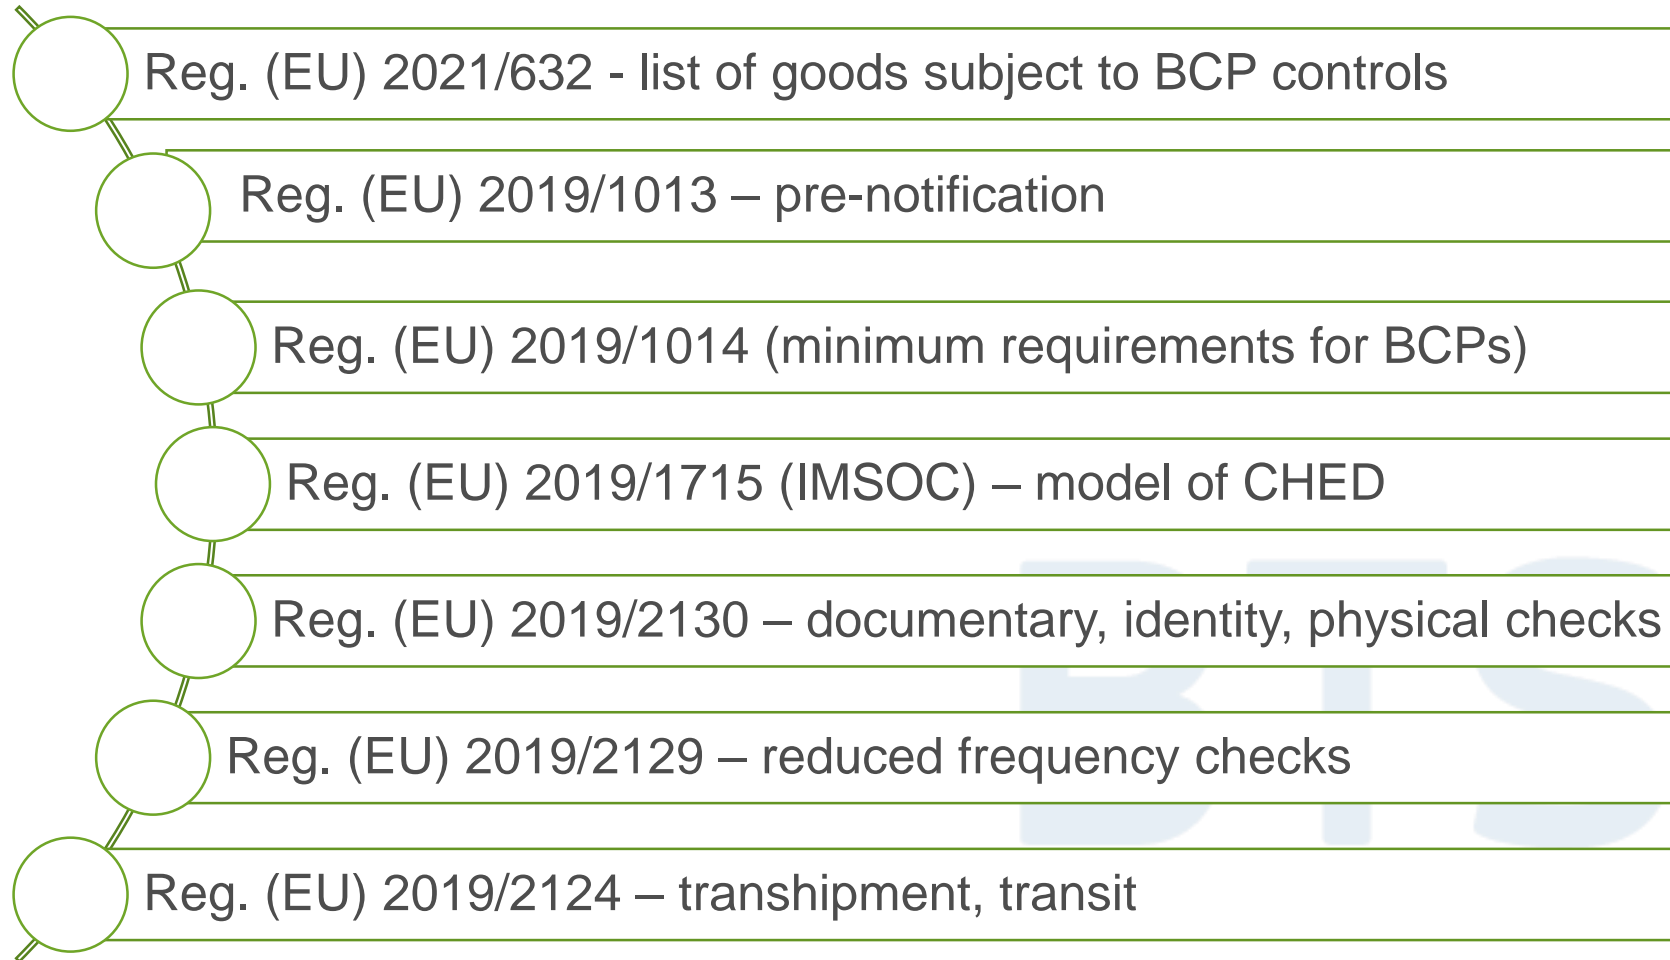 Reg. (EU) 2021/632 - list of goods subject to BCP controls
Reg. (EU) 2019/1013 – pre-notification
Reg. (EU) 2019/1014 (minimum requirements for BCPs)
Reg. (EU) 2019/1715 (IMSOC) – model of CHED
Reg. (EU) 2019/2130 – documentary, identity, physical checks
Reg. (EU) 2019/2129 – reduced frequency checks
Reg. (EU) 2019/2124 – transhipment, transit
BTS